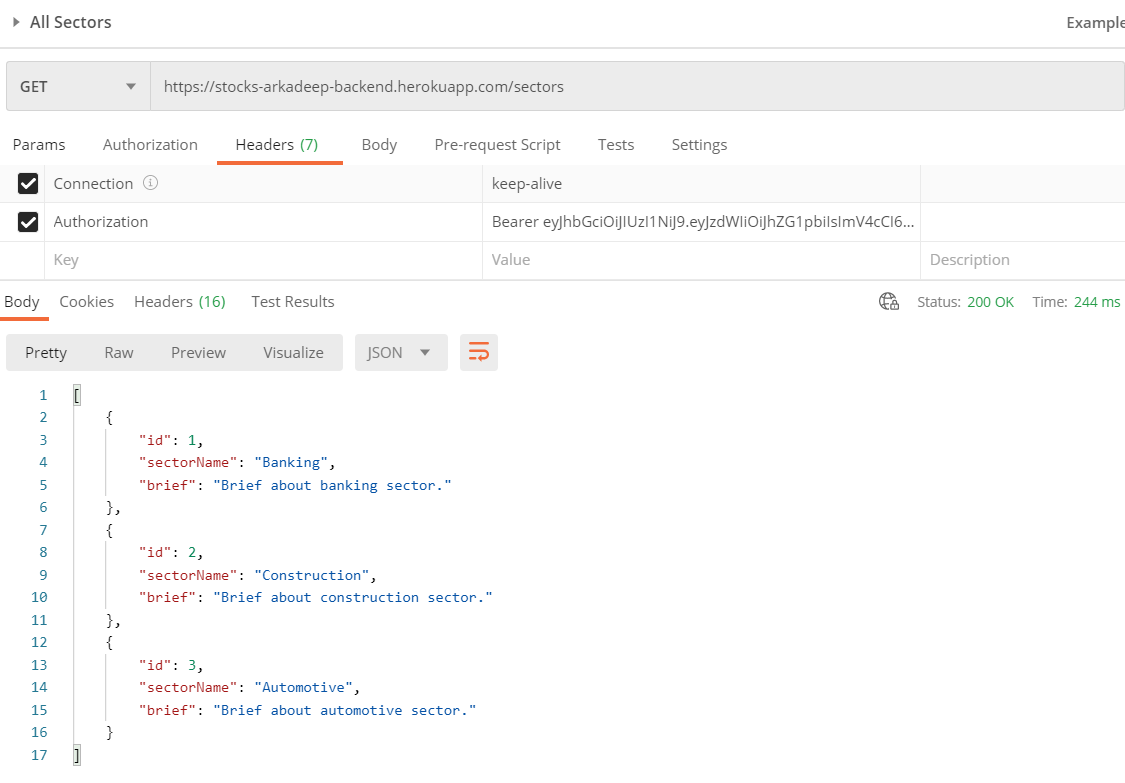 All Sectors
Example
GET
https://stocks-arkadeep-backend.herokuapp.com/sectors
Params Authorization Headers (7) Body Pre-request Script Tests Settings
Connection keep-alive
Authorization Bearer eyJhbGciOiJIUzI1NiJ9.eyJzdWIiOiJhZG1pbiIsImV4cCI6...
Key Value Description
Body Cookies Headers (16) Test Results Status: 200 OK Time: 244 ms
Pretty Raw Preview Visualize JSON
1 [
2 {
3 "id": 1,
4 "sectorName": "Banking",
5 "brief": "Brief about banking sector."
6 },
7 {
8 "id": 2,
9 "sectorName": "Construction",
10 "brief": "Brief about construction sector."
11 },
12 {
13 "id": 3,
14 "sectorName": "Automotive",
15 "brief": "Brief about automotive sector."
16 }
17 ]